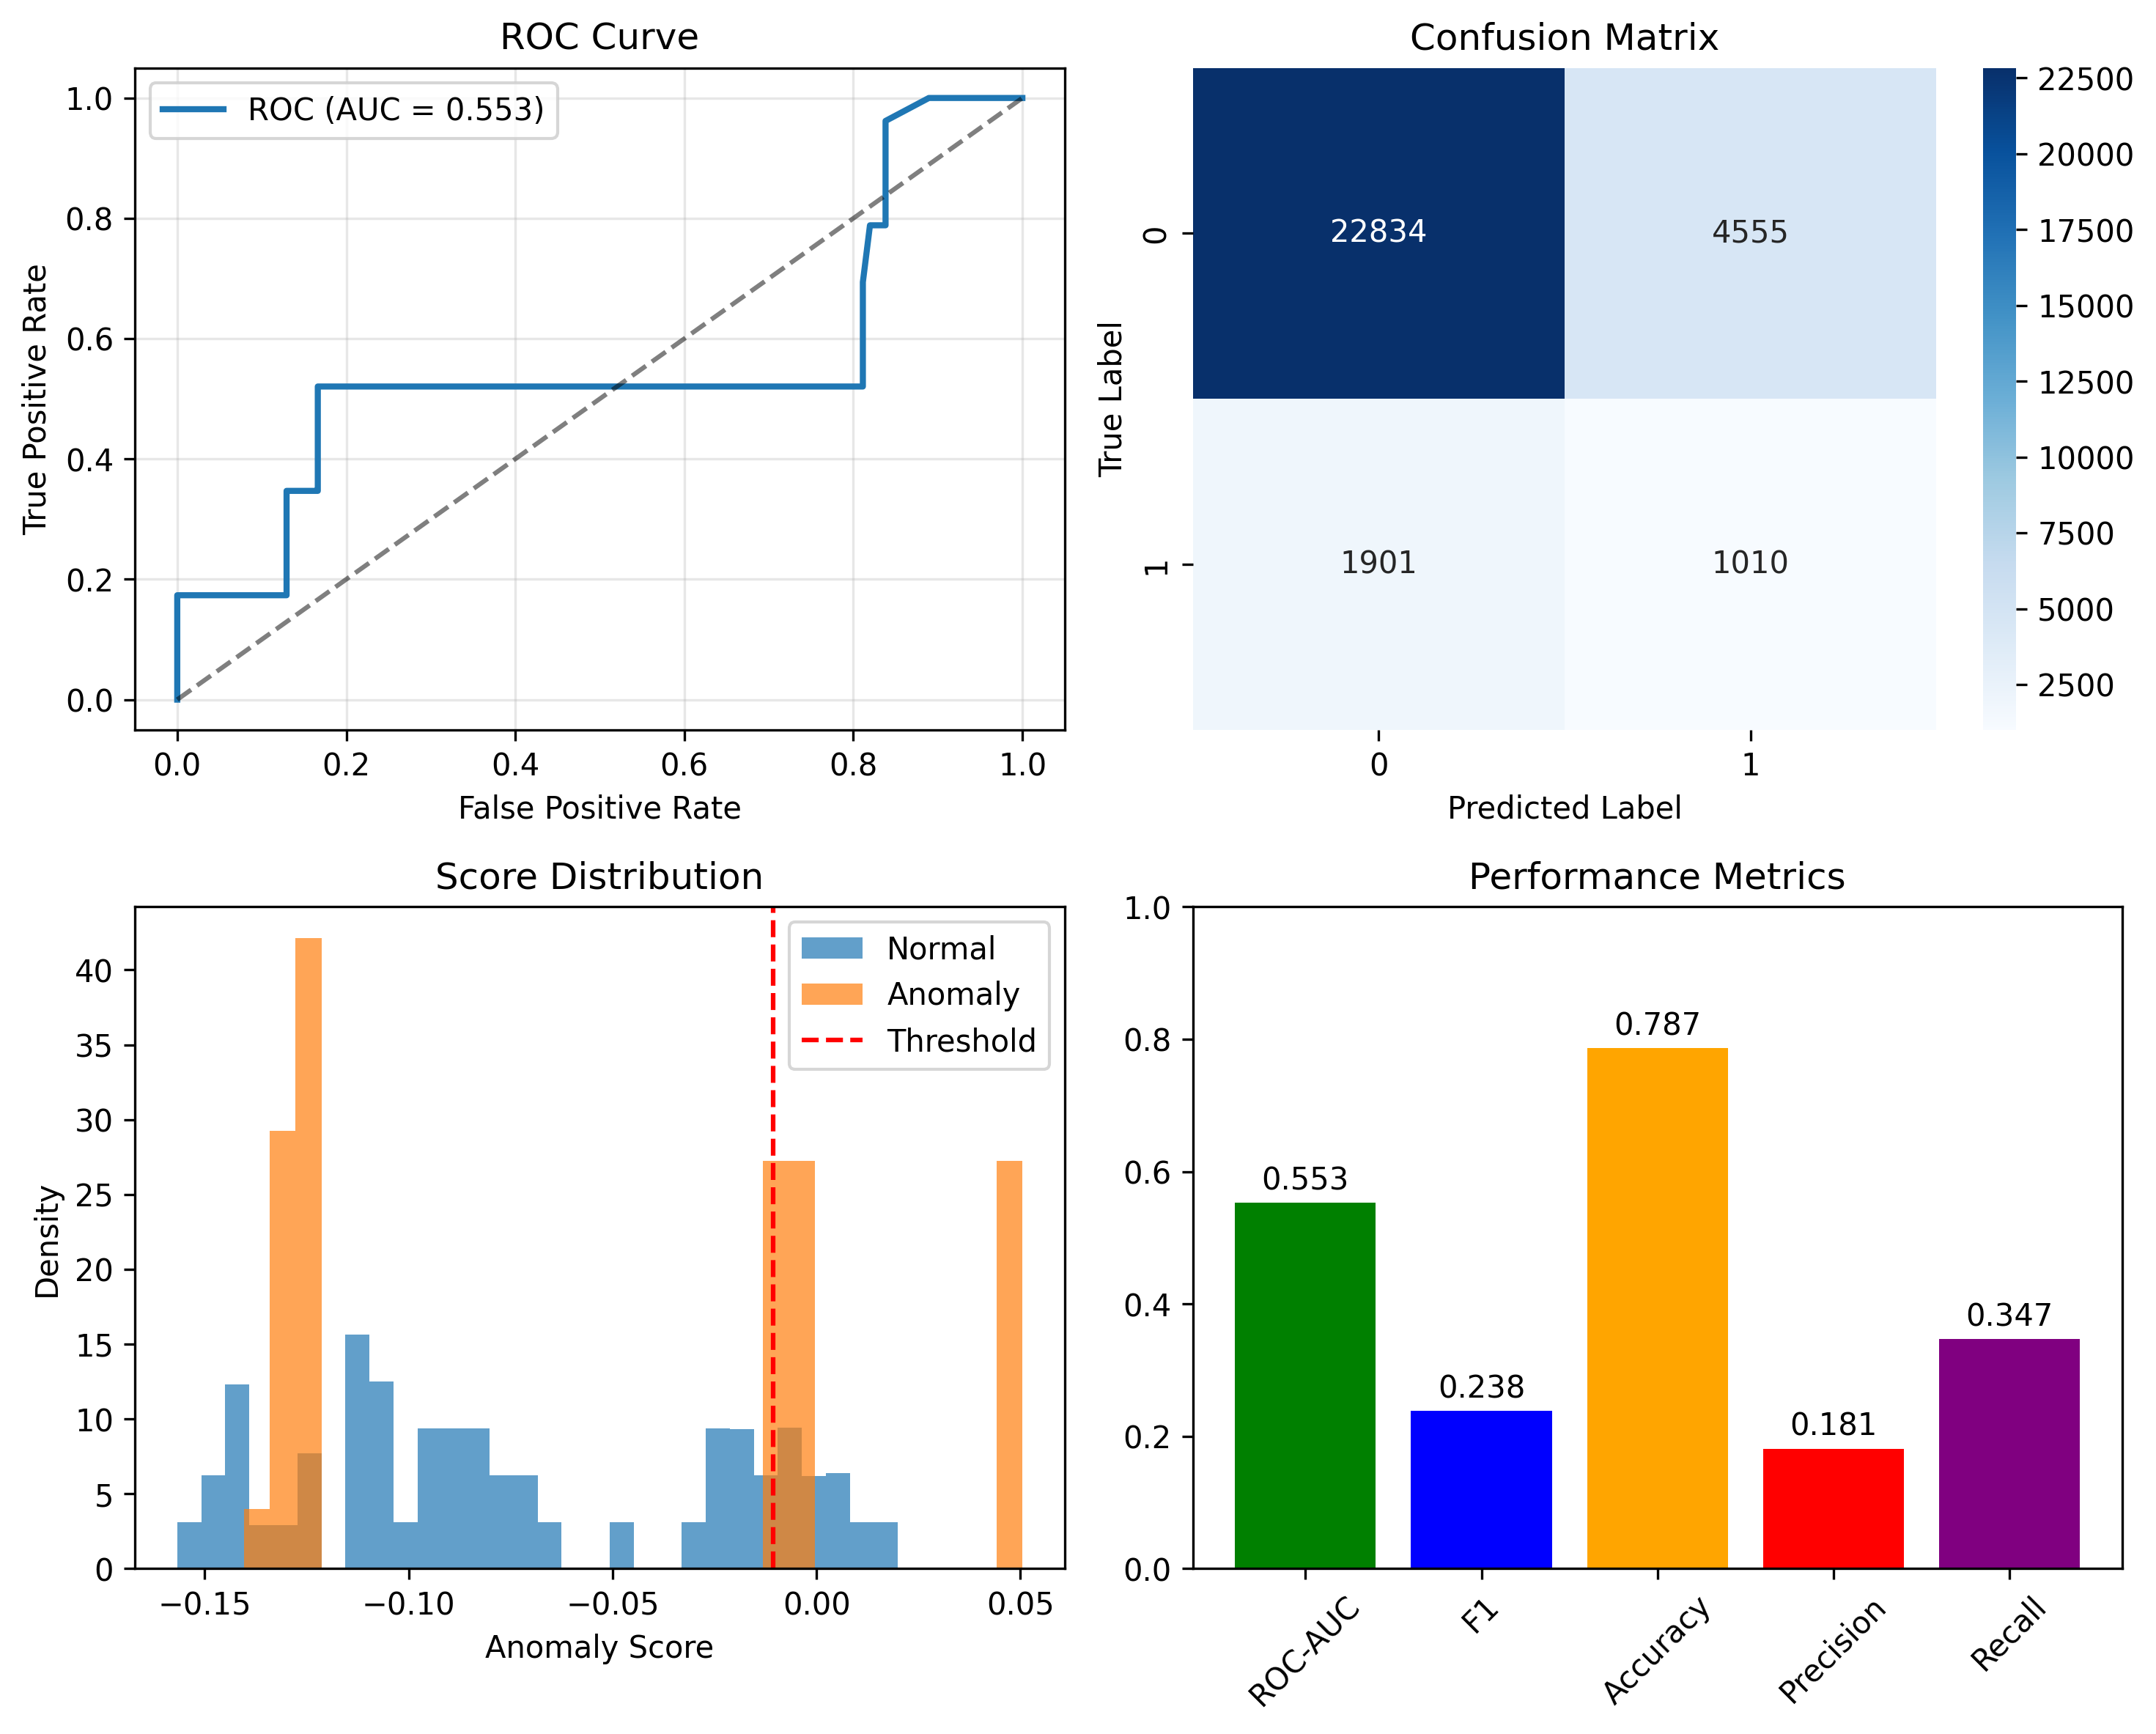 ROC Curve
ROC (AUC = 0.553)
1.0
0.8
0.6
0.4
0.2
0.0
True Positive Rate
0.0 0.2 0.4 0.6 0.8 1.0
False Positive Rate
Confusion Matrix
22834 4555
1901 1010
0
1
True Label
0 1
Predicted Label
22500
20000
17500
15000
12500
10000
7500
5000
2500
Score Distribution
Normal
Anomaly
Threshold
40
35
30
25
20
15
10
5
0
Density
−0.15 −0.10 −0.05 0.00 0.05
Anomaly Score
Performance Metrics
1.0
0.8
0.6
0.4
0.2
0.0
0.553
0.238
0.787
0.181
0.347
ROC-AUC
F1
Accuracy
Precision
Recall